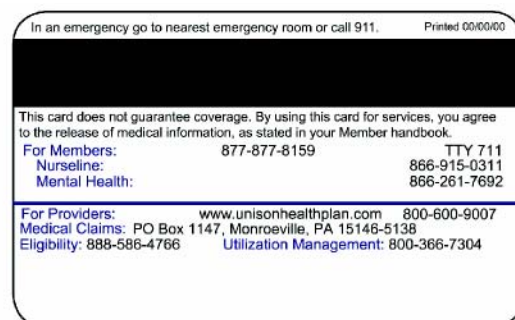 In an emergency go to nearest emergency room or call 911. Printed 00/00/00
This card does not guarantee coverage. By using this card for services, you agree
to the release of medical information, as stated in your Member handbook.
For Members: 877-877-8159 TTY 711
Nurseline: 866-915-0311
Mental Health: 866-261-7692
For Providers: www.unisonhealthplan.com 800-600-9007
Medical Claims: PO Box 1147, Monroeville, PA 15146-5138
Eligibility: 888-586-4766 Utilization Management: 800-366-7304